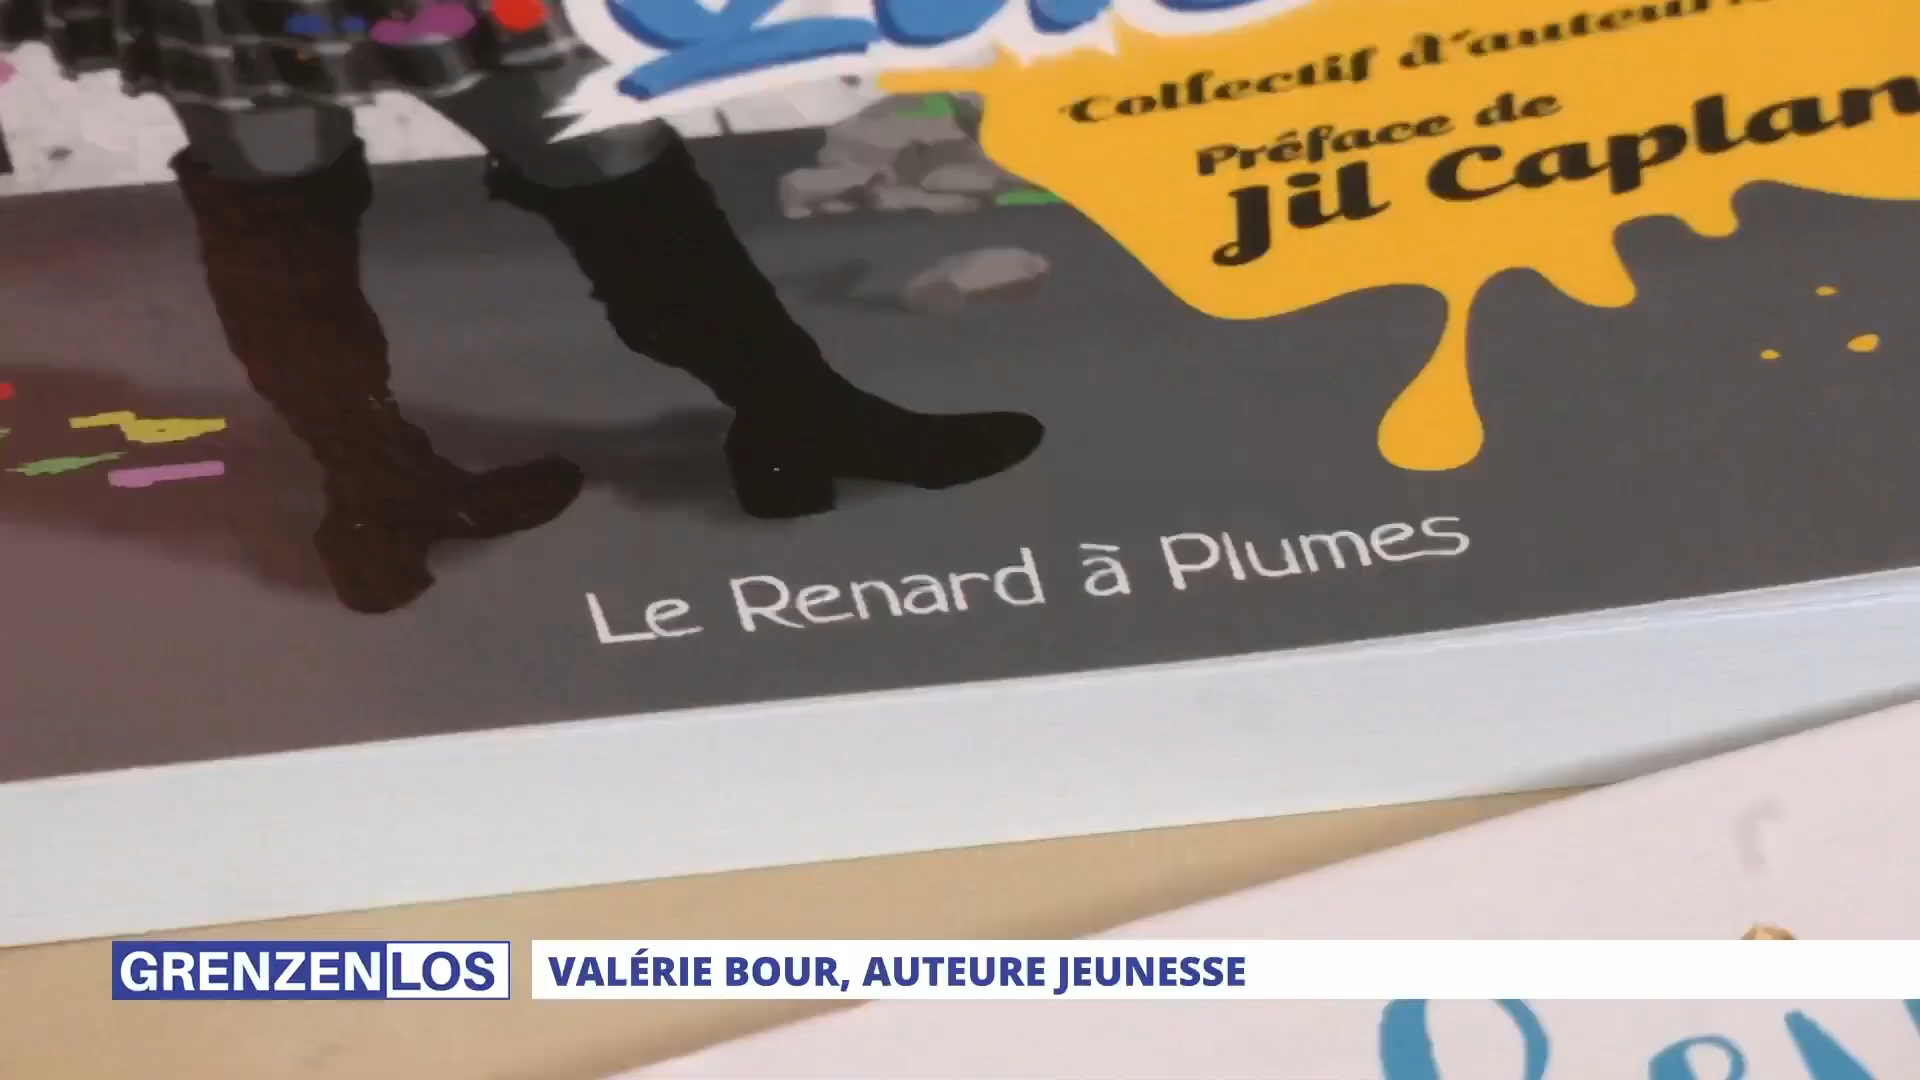 Collectif d'auteurs
Préface de
Jil Caplan
Le Renard à Plumes
GRENZENLOS
VALÉRIE BOUR, AUTEURE JEUNESSE